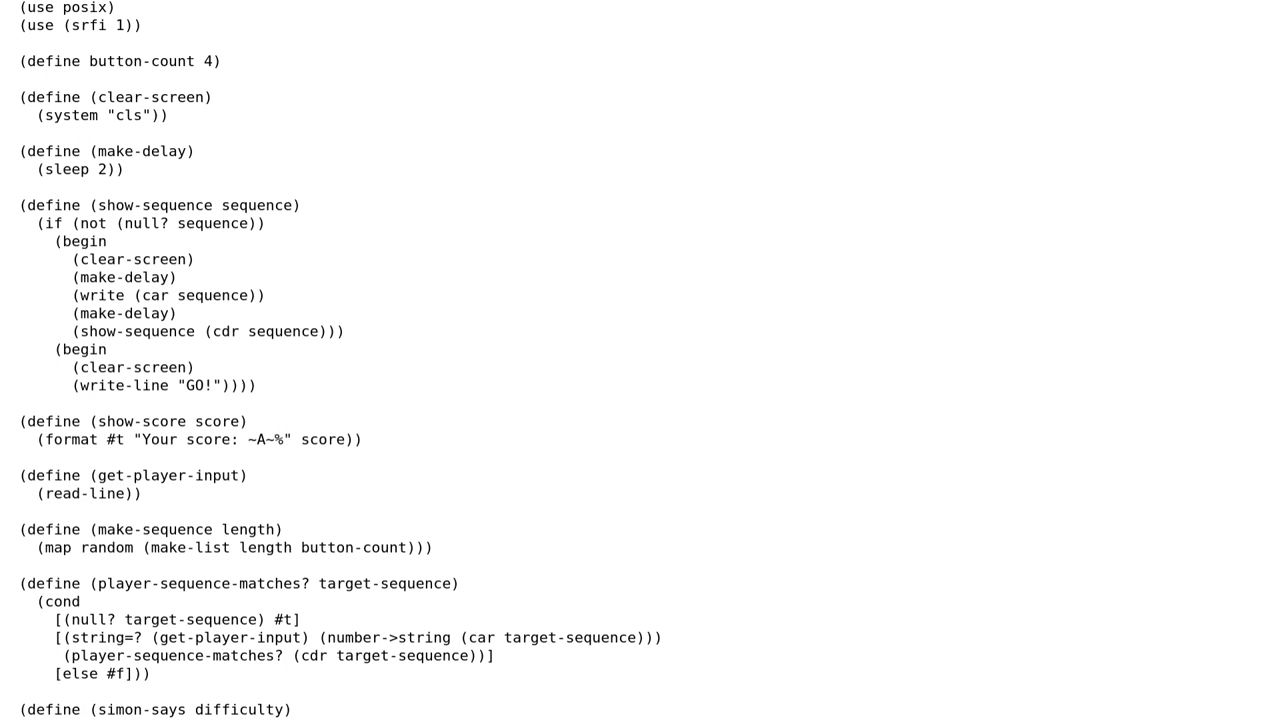 (use posix)
(use (srfi 1))

(define button-count 4)

(define (clear-screen)
  (system "cls"))

(define (make-delay)
  (sleep 2))

(define (show-sequence sequence)
  (if (not (null? sequence))
    (begin
      (clear-screen)
      (make-delay)
      (write (car sequence))
      (make-delay)
      (show-sequence (cdr sequence)))
    (begin
      (clear-screen)
      (write-line "GO!"))))

(define (show-score score)
  (format #t "Your score: ~A~%" score))

(define (get-player-input)
  (read-line))

(define (make-sequence length)
  (map random (make-list length button-count)))

(define (player-sequence-matches? target-sequence)
  (cond
    [(null? target-sequence) #t]
    [(string=? (get-player-input) (number->string (car target-sequence)))
     (player-sequence-matches? (cdr target-sequence))]
    [else #f]))

(define (simon-says difficulty)